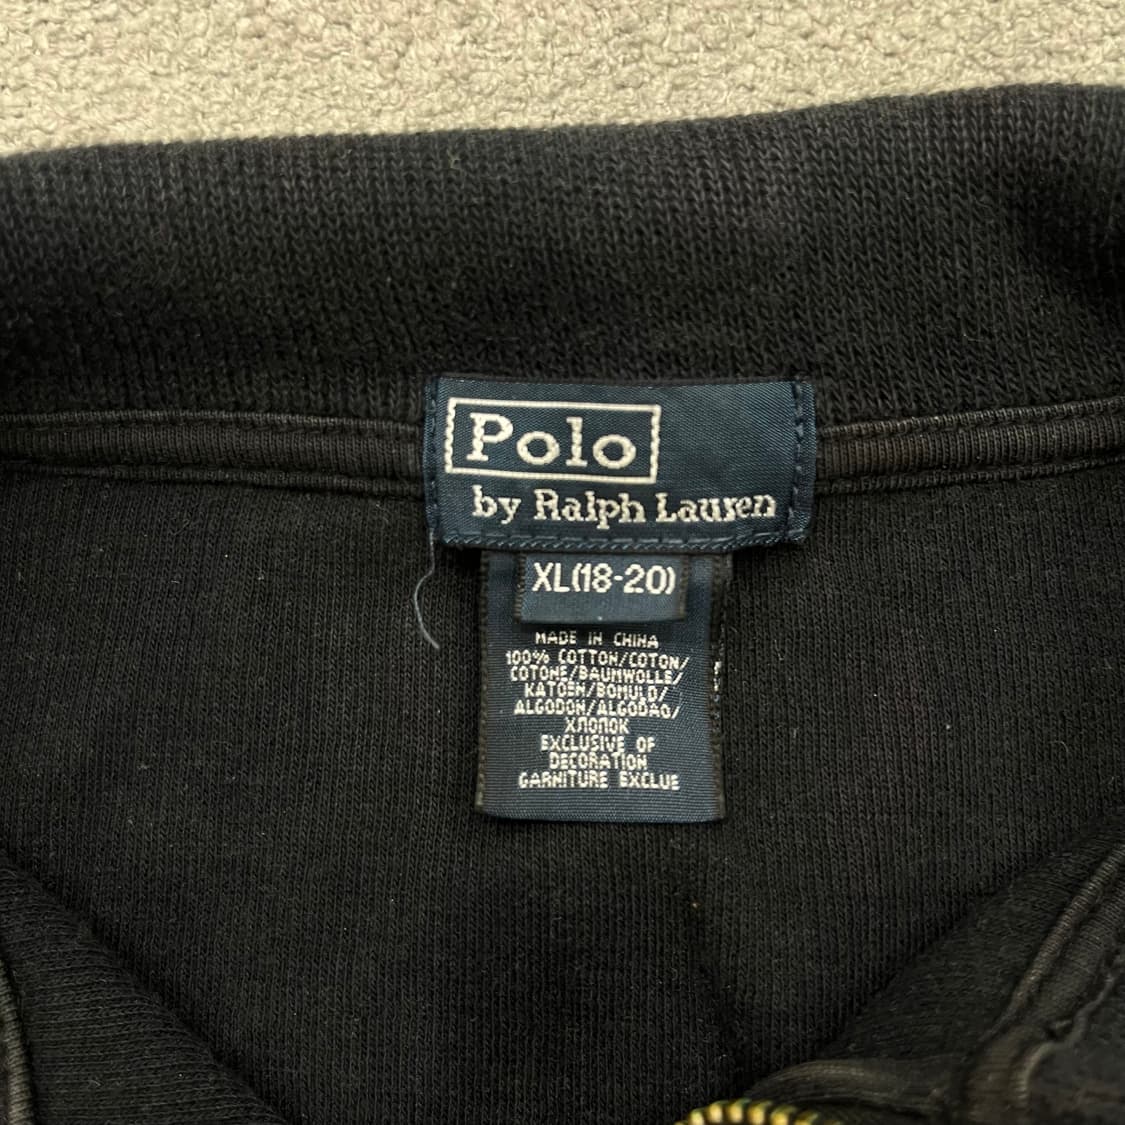 Polo
by Ralph Lauren
XL(18-20)
MADE IN CHINA
100% COTTON/COTON/
COTONE/BAUMWOLLE/
KATOEN/BOMULD/
ALGODON/ALGODAO/
ХЛОПОК
EXCLUSIVE OF
DECORATION
GARNITURE EXCLUE